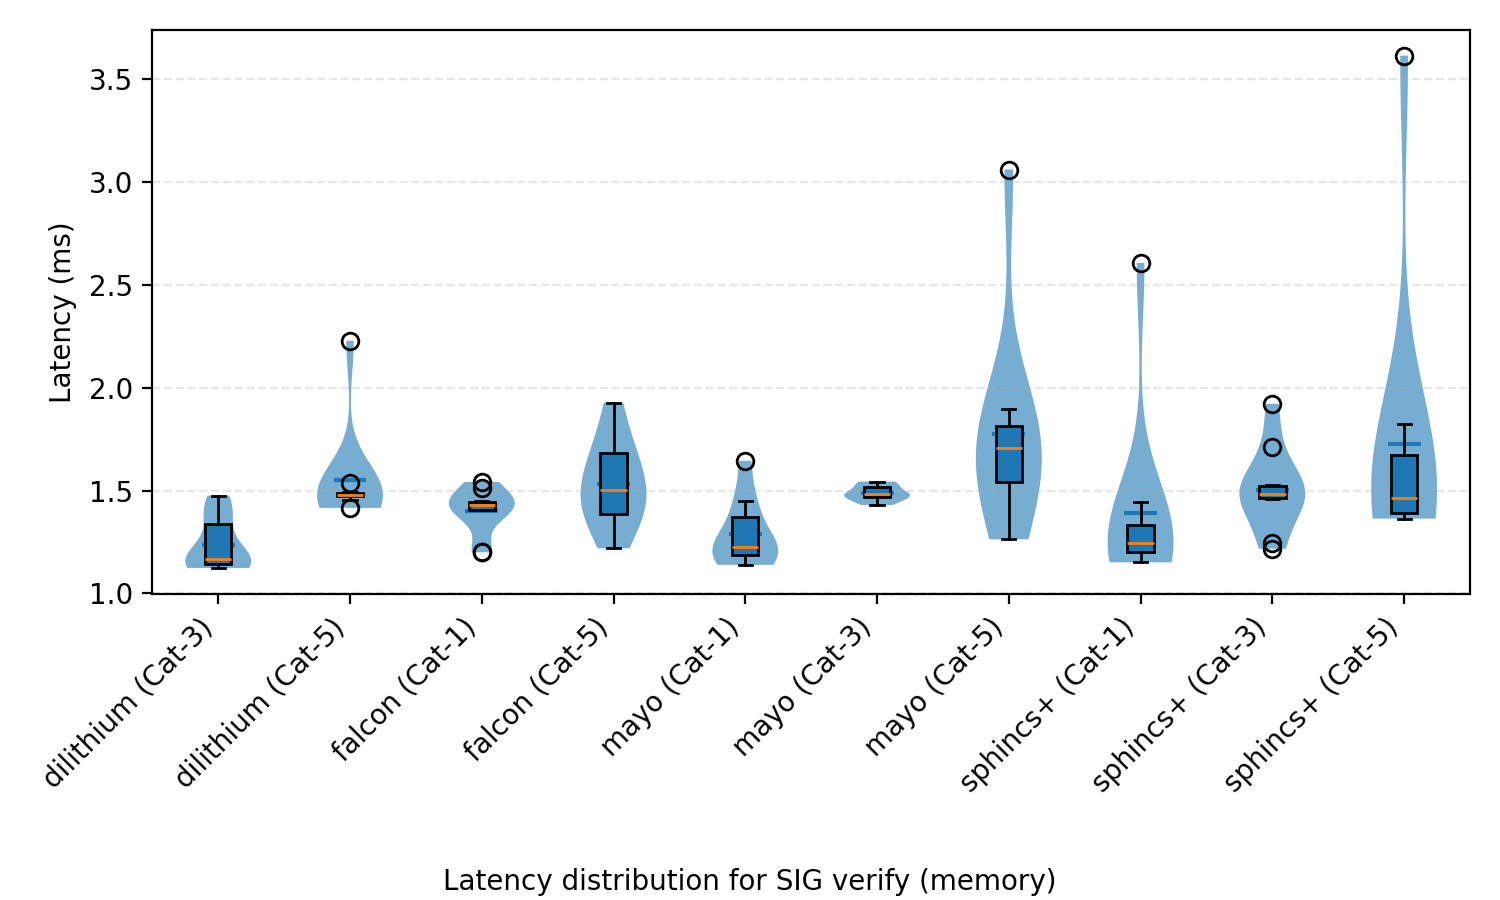 3.5
3.0
2.5
2.0
1.5
1.0
Latency (ms)
dilithium (Cat-3)
dilithium (Cat-5)
falcon (Cat-1)
falcon (Cat-5)
mayo (Cat-1)
mayo (Cat-3)
mayo (Cat-5)
sphincs+ (Cat-1)
sphincs+ (Cat-3)
sphincs+ (Cat-5)
Latency distribution for SIG verify (memory)